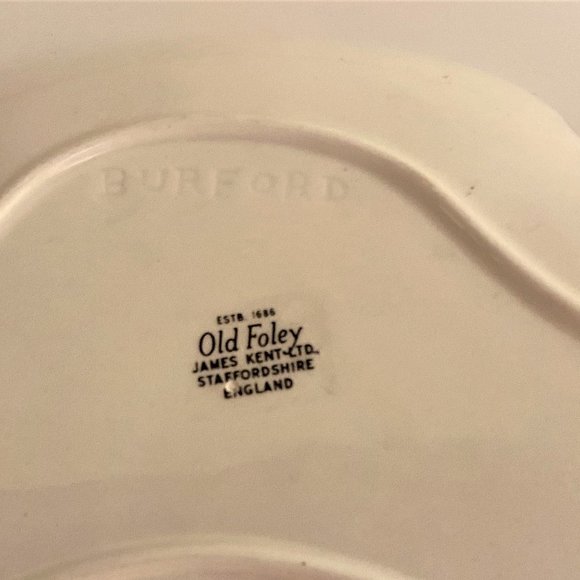 BURFORD
ESTB. 1686
Old Foley
JAMES KENT LTD.,
STAFFORDSHIRE
ENGLAND